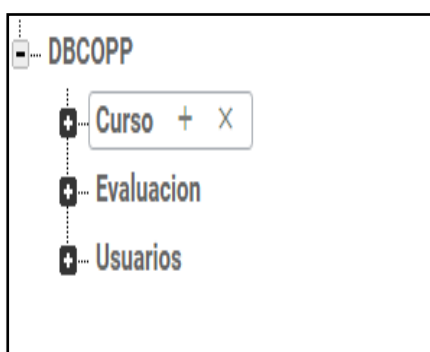 DBCOPP
Curso + ×
Evaluacion
Usuarios